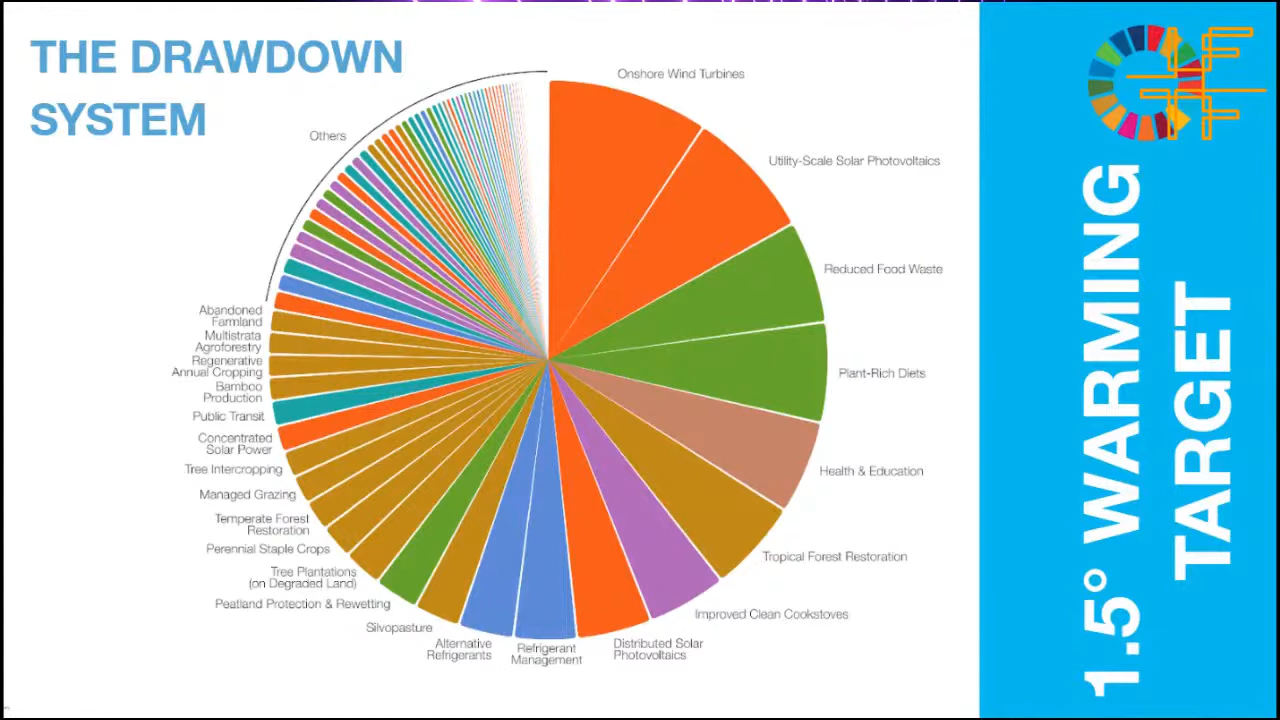 THE DRAWDOWN
SYSTEM
Onshore Wind Turbines
Utility-Scale Solar Photovoltaics
Reduced Food Waste
Plant-Rich Diets
Health & Education
Tropical Forest Restoration
Improved Clean Cookstoves
Distributed Solar
Photovoltaics
Refrigerant
Management
Alternative
Refrigerants
Silvopasture
Peatland Protection & Rewetting
Tree Plantations
(on Degraded Land)
Perennial Staple Crops
Temperate Forest
Restoration
Managed Grazing
Tree Intercropping
Concentrated
Solar Power
Public Transit
Bamboo
Production
Regenerative
Annual Cropping
Multistrata
Agroforestry
Abandoned
Farmland
Others
1.5° WARMING
TARGET